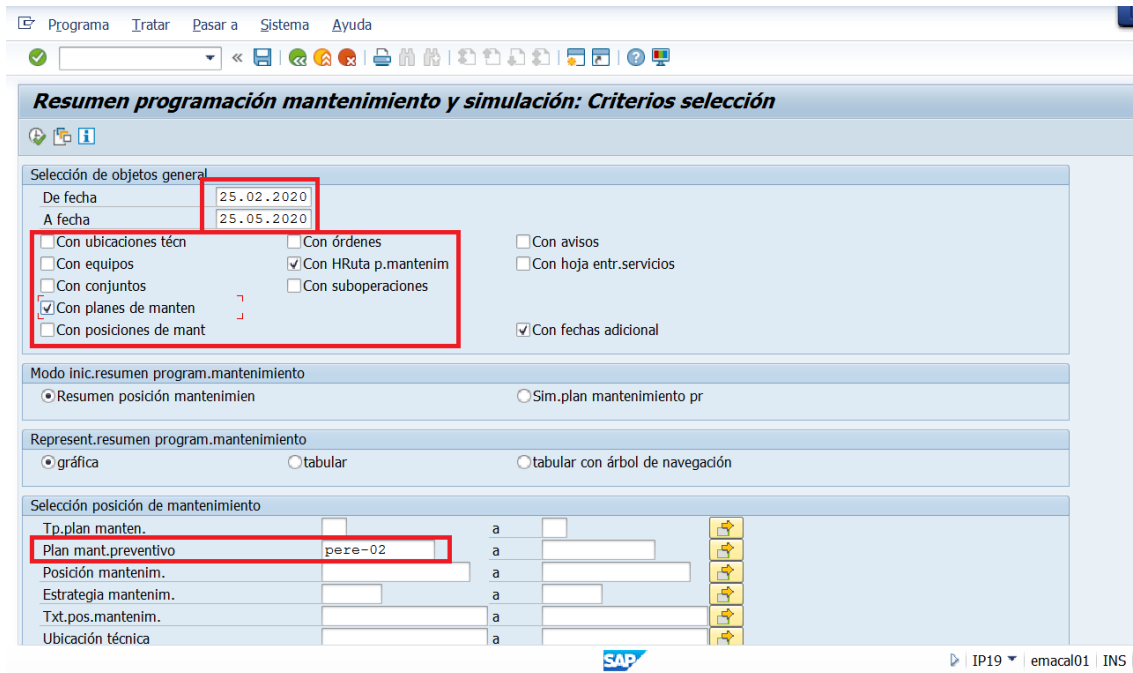 Programa Tratar Pasar a Sistema Ayuda
Resumen programación mantenimiento y simulación: Criterios selección
Selección de objetos general
De fecha 25.02.2020
A fecha 25.05.2020
Con ubicaciones técn Con órdenes Con avisos
Con equipos Con HRuta p.mantenim Con hoja entr.servicios
Con conjuntos Con suboperaciones
Con planes de manten
Con posiciones de mant Con fechas adicional
Modo inic.resumen program.mantenimiento
Resumen posición mantenimien Sim.plan mantenimiento pr
Represent.resumen program.mantenimiento
gráfica tabular tabular con árbol de navegación
Selección posición de mantenimiento
Tp.plan manten. a
Plan mant.preventivo pere-02 a
Posición mantenim. a
Estrategia mantenim. a
Txt.pos.mantenim. a
Ubicación técnica a
SAP IP19 emacal01 INS